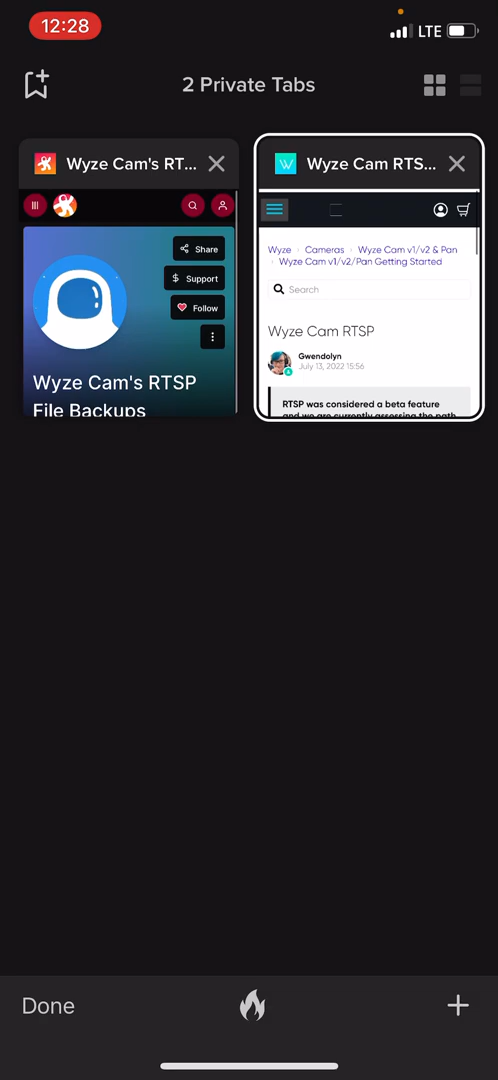 12:28
LTE
2 Private Tabs
Wyze Cam's RT...
Share
$ Support
Follow
Wyze Cam's RTSP
File Backups
Wyze Cam RTS...
Wyze Cameras Wyze Cam v1/v2 & Pan
Wyze Cam v1/v2/Pan Getting Started
Search
Wyze Cam RTSP
Gwendolyn
July 13, 2022 15:56
RTSP was considered a beta feature
and we are currently assessing the path
Done